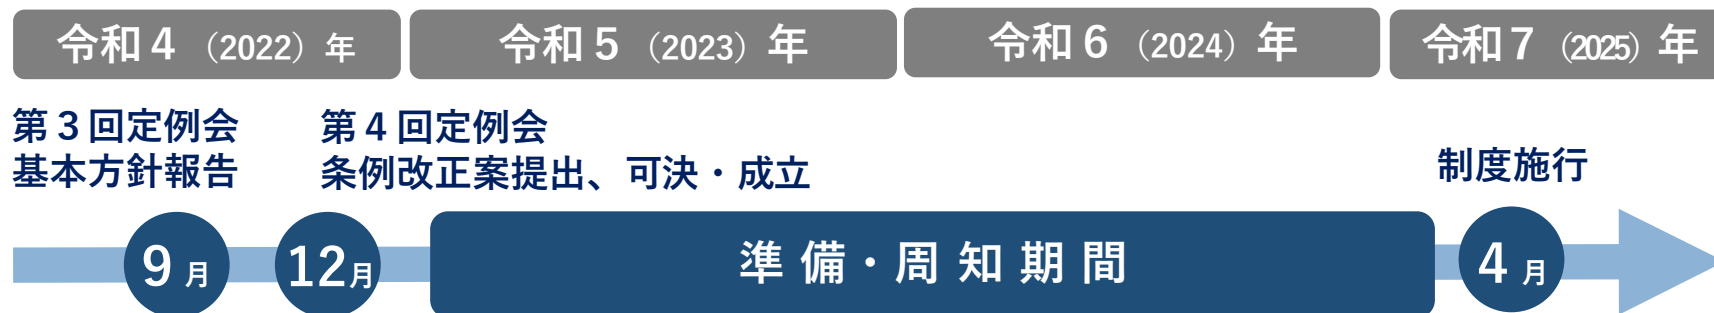 令和４（2022）年
令和５（2023）年
令和６（2024）年
令和７（2025）年
第３回定例会
基本方針報告
第４回定例会
条例改正案提出、可決・成立
制度施行
9月
12月
準備・周知期間
4月